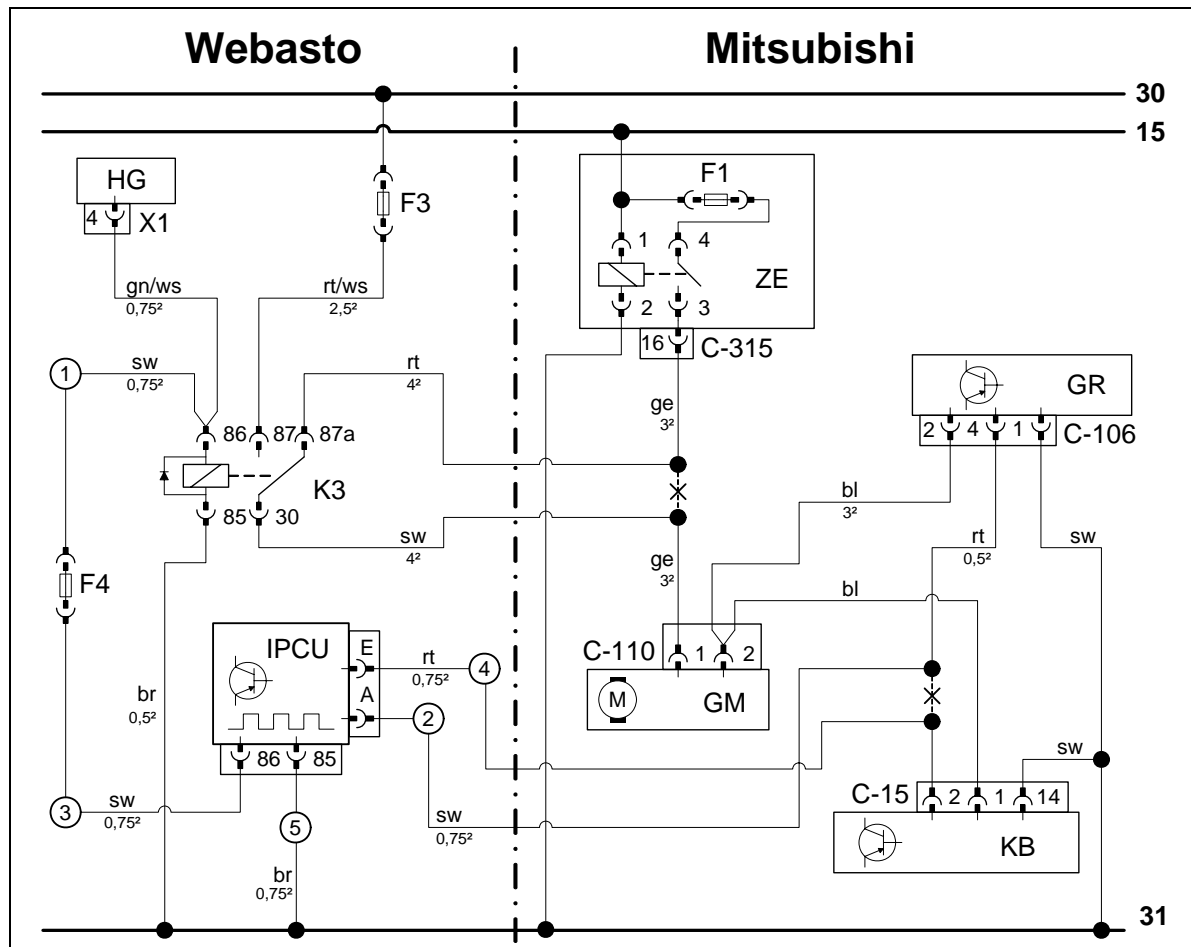 Webasto
Mitsubishi
30
15
HG
4
X1
F3
F1
1
4
ZE
2
3
16
C-315
gn/ws
0,75²
rt/ws
2,5²
1
sw
0,75²
rt
4²
ge
3²
GR
2
4
1
C-106
86
87
87a
K3
85
30
sw
4²
bl
3²
rt
0,5²
sw
F4
ge
3²
bl
IPCU
E
A
rt
0,75²
4
2
C-110
1
2
M
GM
br
0,5²
86
85
3
sw
0,75²
5
br
0,75²
sw
0,75²
sw
C-15
2
1
14
KB
31